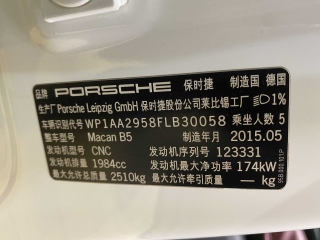 品牌 PORSCHE 保时捷 制造国 德国
生产厂 Porsche Leipzig GmbH 保时捷股份公司莱比锡工厂 1%
车辆识别代号 WP1AA2958FLB30058 乘坐人数 5
整车型号 Macan B5 制造年月 2015.05
发动机型号 CNC 发动机序列号 123331
发动机排量 1984cc 发动机最大净功率 174kW
最大允许总质量 2510kg 最大允许牵引质量 — kg